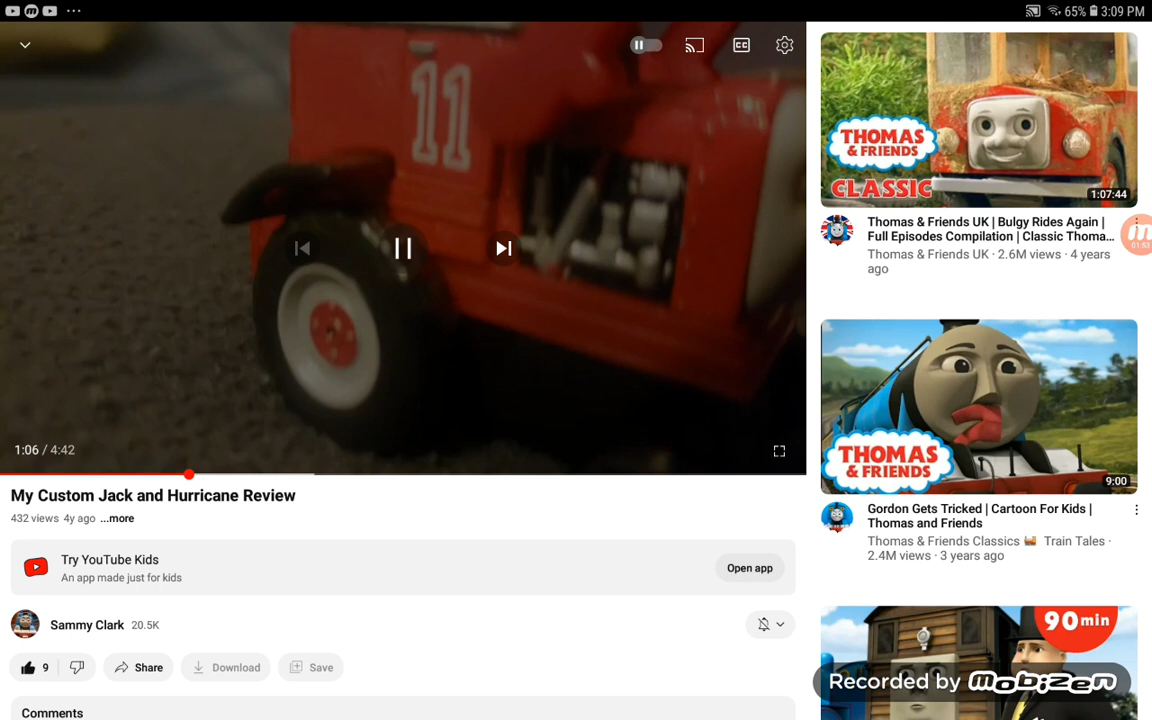 65% 3:09 PM
CC
11
1:06 / 4:42
My Custom Jack and Hurricane Review
432 views 4y ago ...more
Try YouTube Kids
An app made just for kids
Open app
Sammy Clark 20.5K
9 Share Download Save
Comments
THOMAS
& FRIENDS
CLASSIC
1:07:44
Thomas & Friends UK | Bulgy Rides Again |
Full Episodes Compilation | Classic Thoma...
Thomas & Friends UK · 2.6M views · 4 years
ago
01:53
THOMAS
& FRIENDS
9:00
Gordon Gets Tricked | Cartoon For Kids |
Thomas and Friends
Thomas & Friends Classics Train Tales ·
2.4M views · 3 years ago
90min
Recorded by mobizen